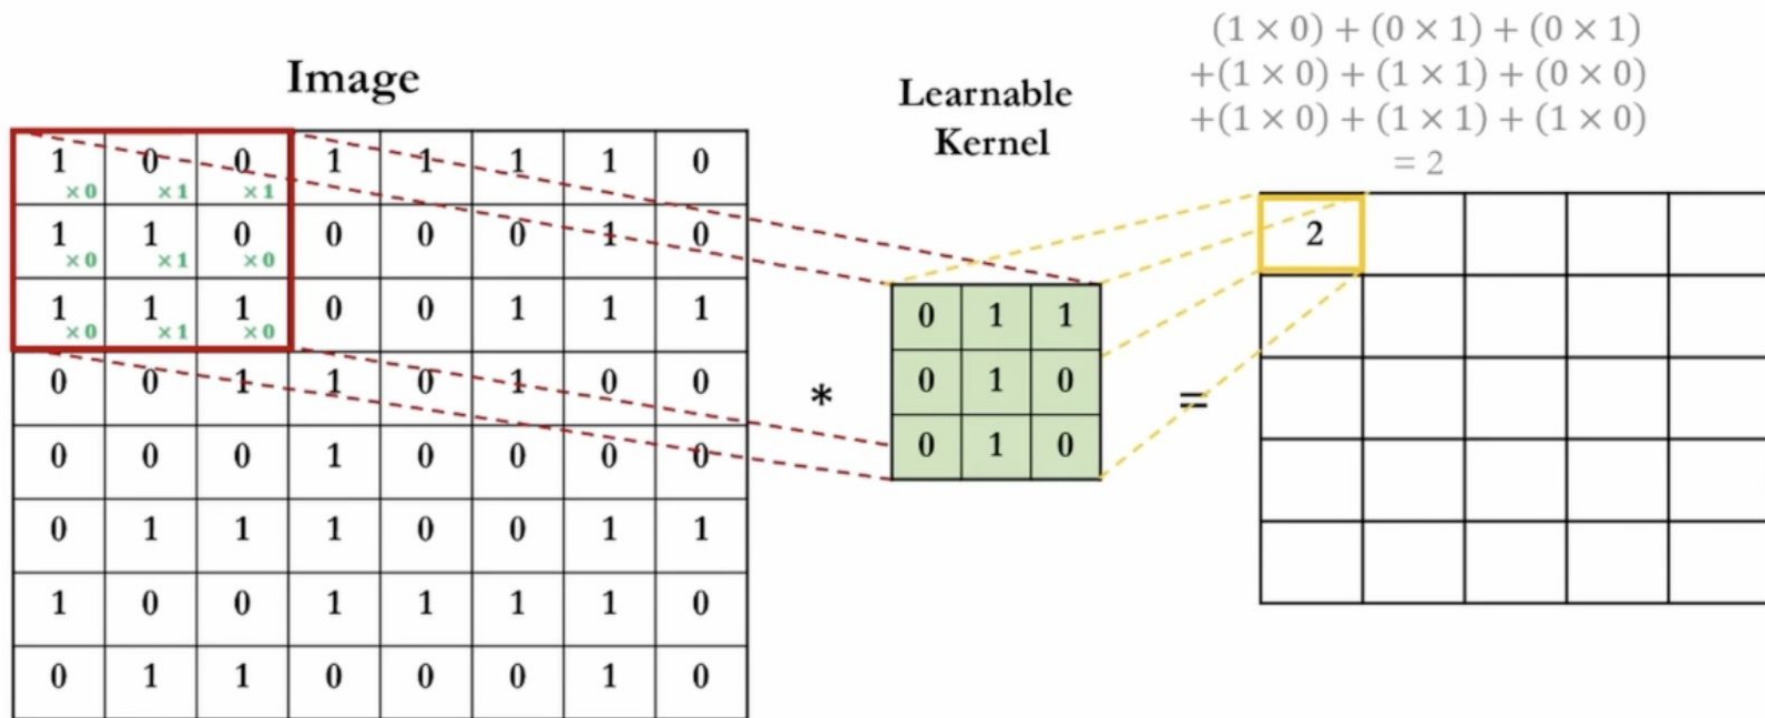 Image
Learnable
Kernel
(1 × 0) + (0 × 1) + (0 × 1)
+(1 × 0) + (1 × 1) + (0 × 0)
+(1 × 0) + (1 × 1) + (1 × 0)
= 2
1 0 0 1 1 1 1 0
×0 ×1 ×1
1 1 0 0 0 0 1 0
×0 ×1 ×0
1 1 1 0 0 1 1 1
×0 ×1 ×0
0 0 1 1 0 1 0 0
0 0 0 1 0 0 0 0
0 1 1 1 0 0 1 1
1 0 0 1 1 1 1 0
0 1 1 0 0 0 1 0
*
0 1 1
0 1 0
0 1 0
=
2